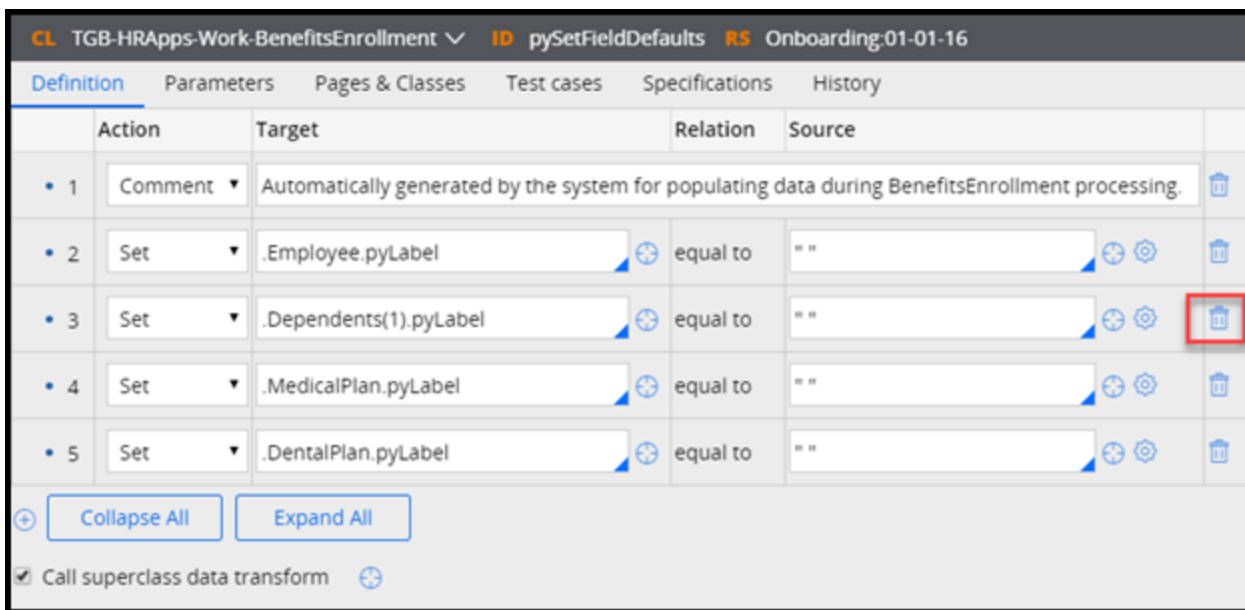 CL TGB-HRApps-Work-BenefitsEnrollment ID pySetFieldDefaults RS Onboarding:01-01-16
Definition Parameters Pages & Classes Test cases Specifications History
Action Target Relation Source
1 Comment Automatically generated by the system for populating data during BenefitsEnrollment processing.
2 Set .Employee.pyLabel equal to " "
3 Set .Dependents(1).pyLabel equal to " "
4 Set .MedicalPlan.pyLabel equal to " "
5 Set .DentalPlan.pyLabel equal to " "
Collapse All Expand All
Call superclass data transform